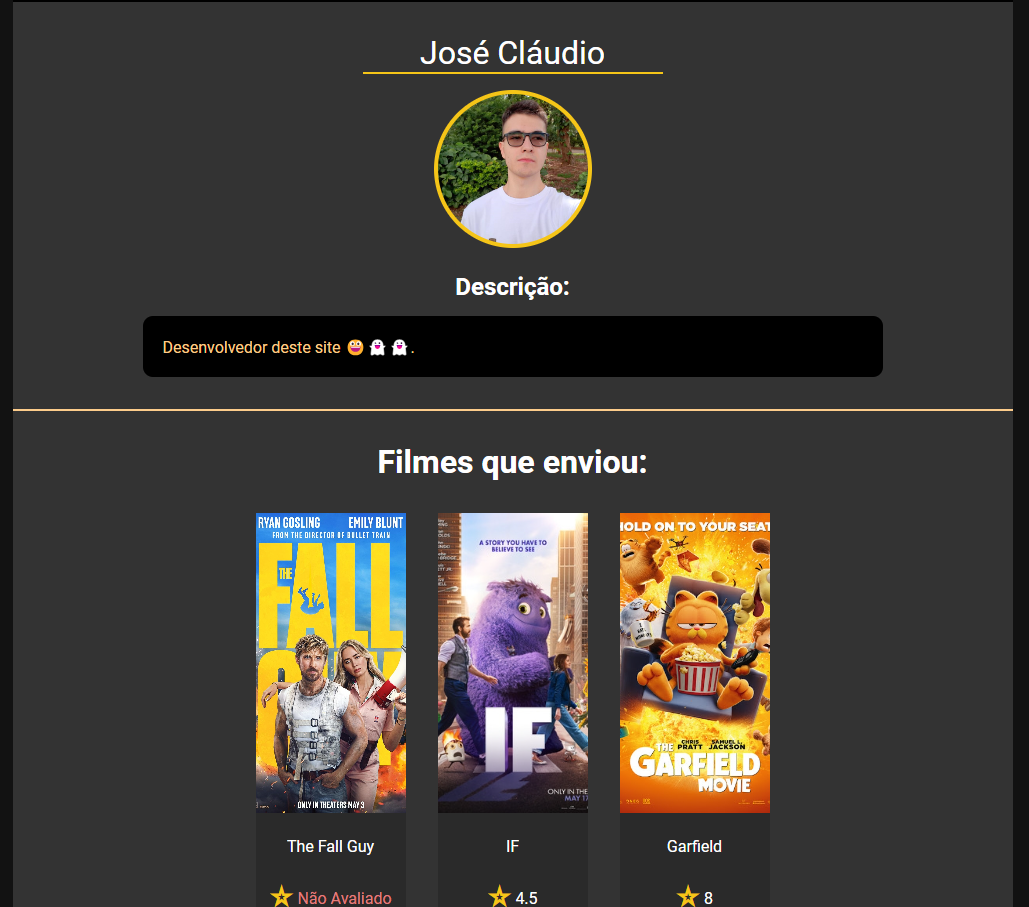 José Cláudio
Descrição:
Desenvolvedor deste site 😀👻👻.
Filmes que enviou:
RYAN GOSLING EMILY BLUNT
FROM THE DIRECTOR OF BULLET TRAIN
THE
FALL
GUY
ONLY IN THEATERS MAY 3
A STORY YOU HAVE TO
BELIEVE TO SEE
IF
ONLY IN THE
MAY 17
HOLD ON TO YOUR SEAT
CHRIS PRATT SAMUEL L. JACKSON
THE
GARFIELD
MOVIE
The Fall Guy
IF
Garfield
Não Avaliado
4.5
8